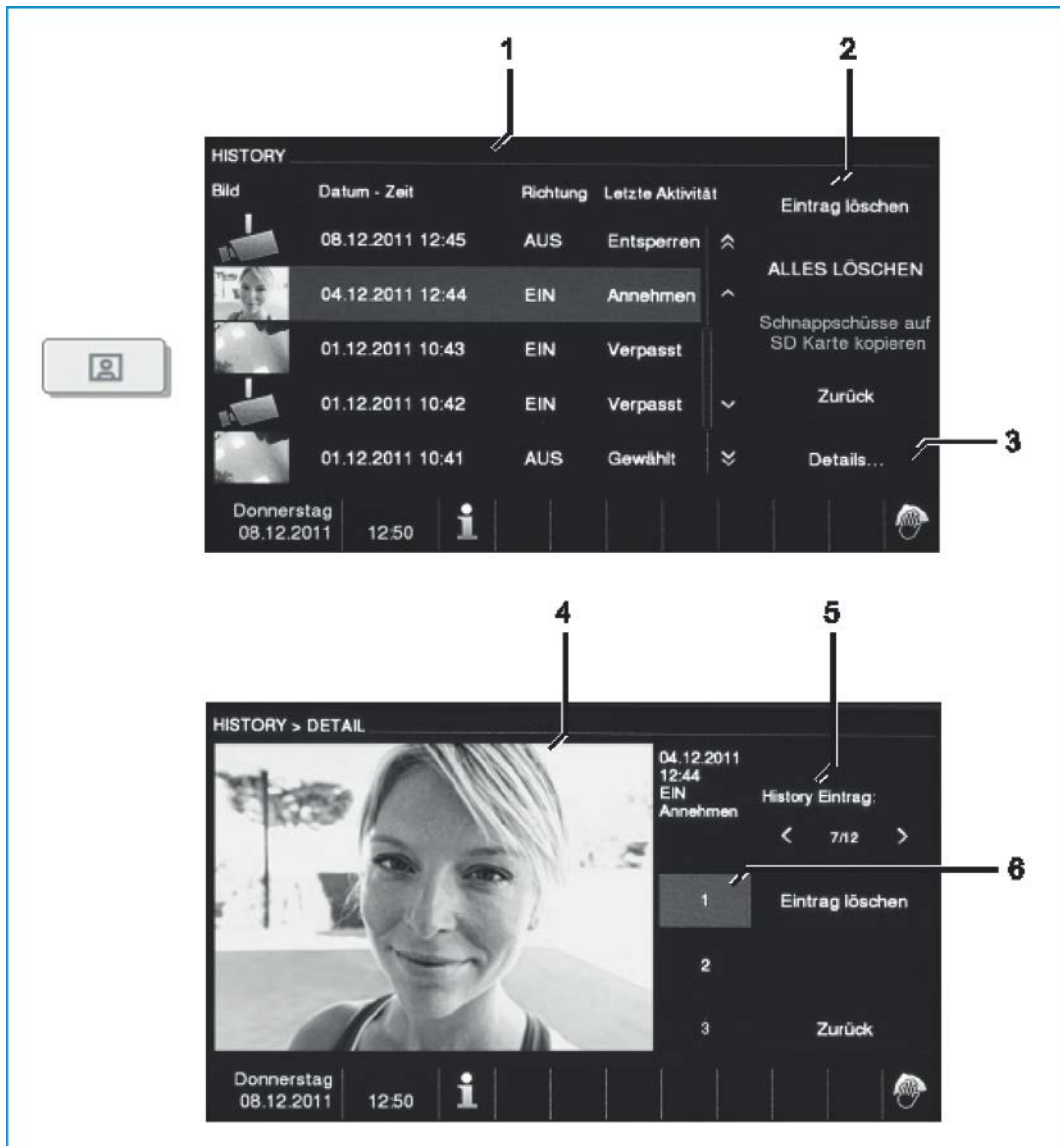 1
2
HISTORY
Bild Datum - Zeit Richtung Letzte Aktivität
Eintrag löschen
08.12.2011 12:45 AUS Entsperren
ALLES LÖSCHEN
04.12.2011 12:44 EIN Annehmen
Schnappschüsse auf
SD Karte kopieren
01.12.2011 10:43 EIN Verpasst
Zurück
01.12.2011 10:42 EIN Verpasst
3
01.12.2011 10:41 AUS Gewählt
Details...
Donnerstag
08.12.2011 12:50
4
5
HISTORY > DETAIL
04.12.2011
12:44
EIN
Annehmen
History Eintrag:
< 7/12 >
6
1
Eintrag löschen
2
3
Zurück
Donnerstag
08.12.2011 12:50